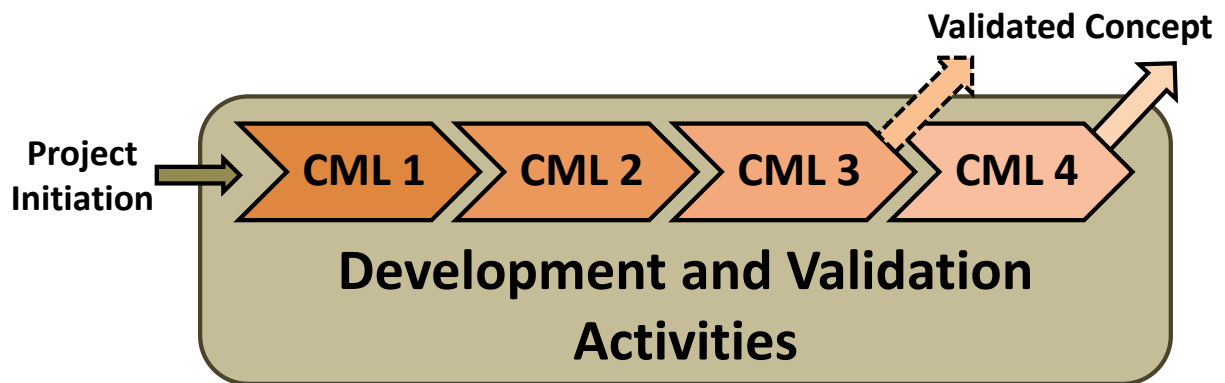 Validated Concept
Project
Initiation
CML 1
CML 2
CML 3
CML 4
Development and Validation
Activities